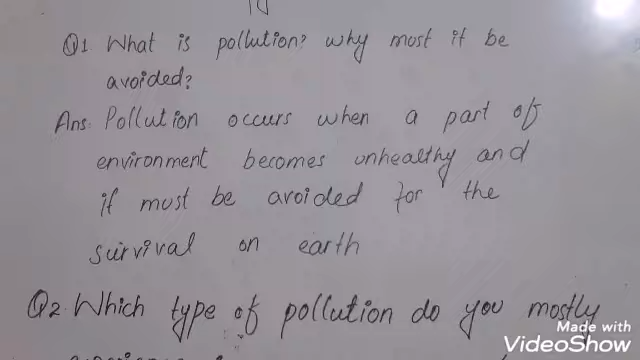 Q1 What is pollution? why must it be
avoided?
Ans: Pollution occurs when a part of
environment becomes unhealthy and
it must be avoided for the
survival on earth
Q2. Which type of pollution do you mostly
Made with
VideoShow